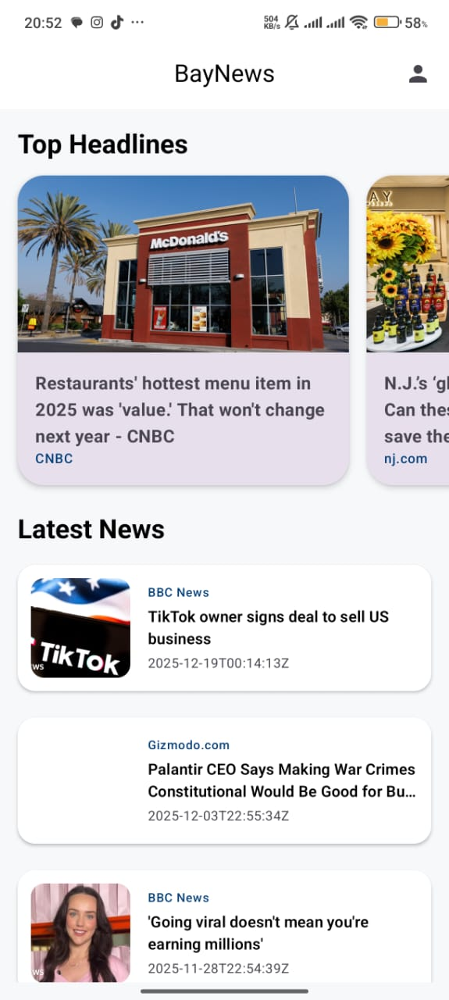 20:52
504
KB/s
58%
BayNews
Top Headlines
McDonald's
AY
Restaurants' hottest menu item in
2025 was 'value.' That won't change
next year - CNBC
CNBC
N.J.’s ‘gl
Can thes
save the
nj.com
Latest News
TikTok
WS
BBC News
TikTok owner signs deal to sell US
business
2025-12-19T00:14:13Z
Gizmodo.com
Palantir CEO Says Making War Crimes
Constitutional Would Be Good for Bu...
2025-12-03T22:55:34Z
WS
BBC News
'Going viral doesn't mean you're
earning millions'
2025-11-28T22:54:39Z